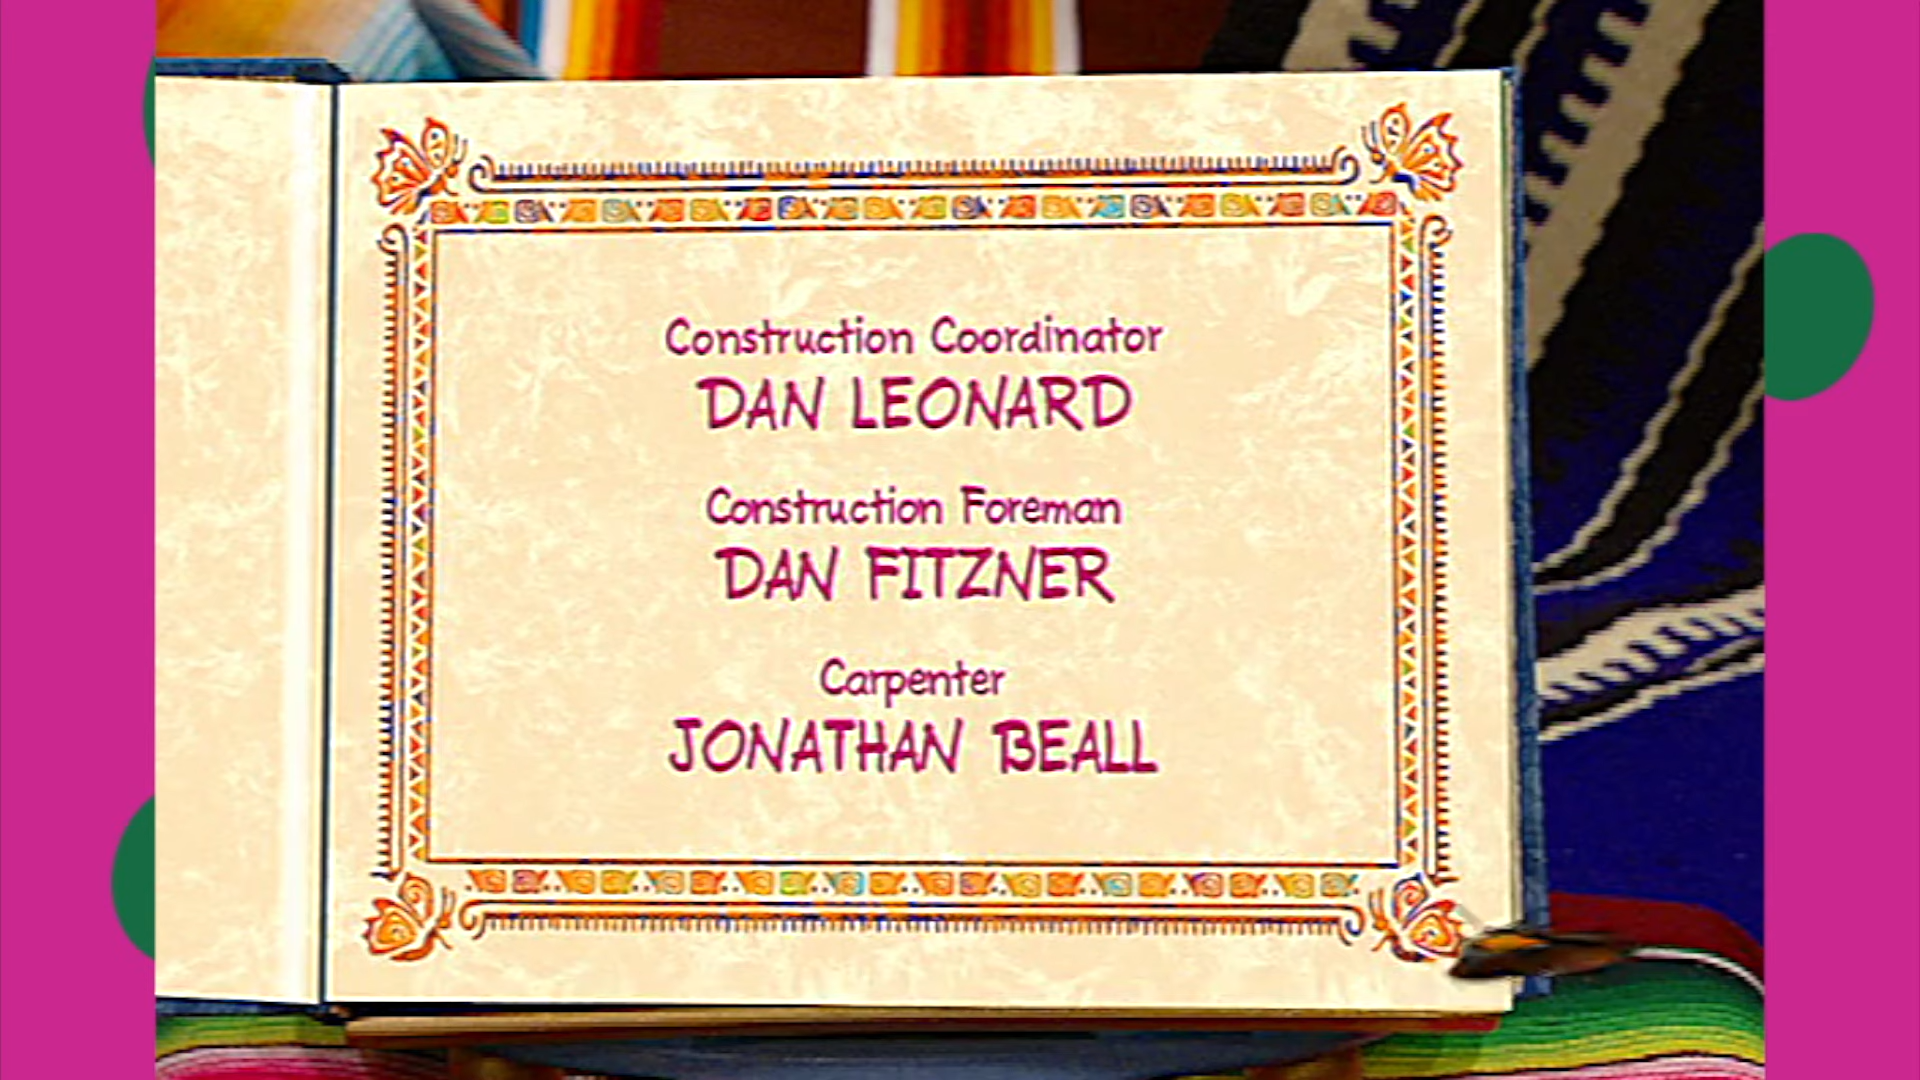 Construction Coordinator
DAN LEONARD
Construction Foreman
DAN FITZNER
Carpenter
JONATHAN BEALL